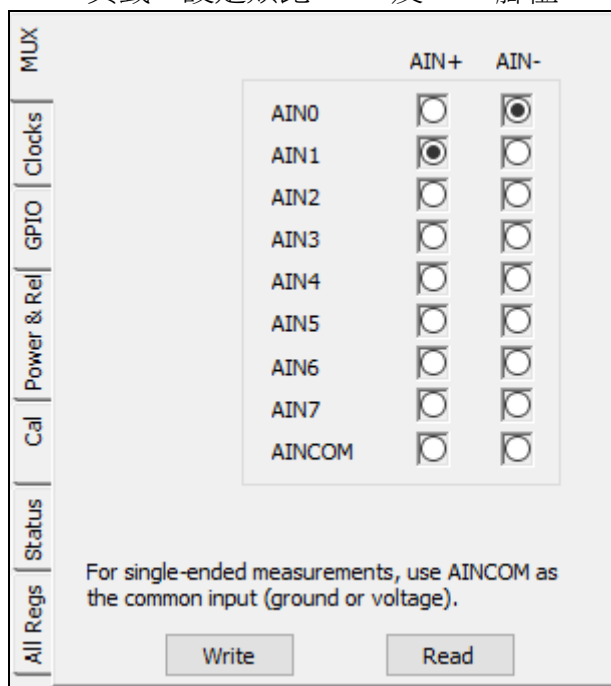 MUX
Clocks
GPIO
Power & Rel
Cal
Status
All Regs
AIN+ AIN-
AIN0
AIN1
AIN2
AIN3
AIN4
AIN5
AIN6
AIN7
AINCOM
For single-ended measurements, use AINCOM as
the common input (ground or voltage).
Write Read